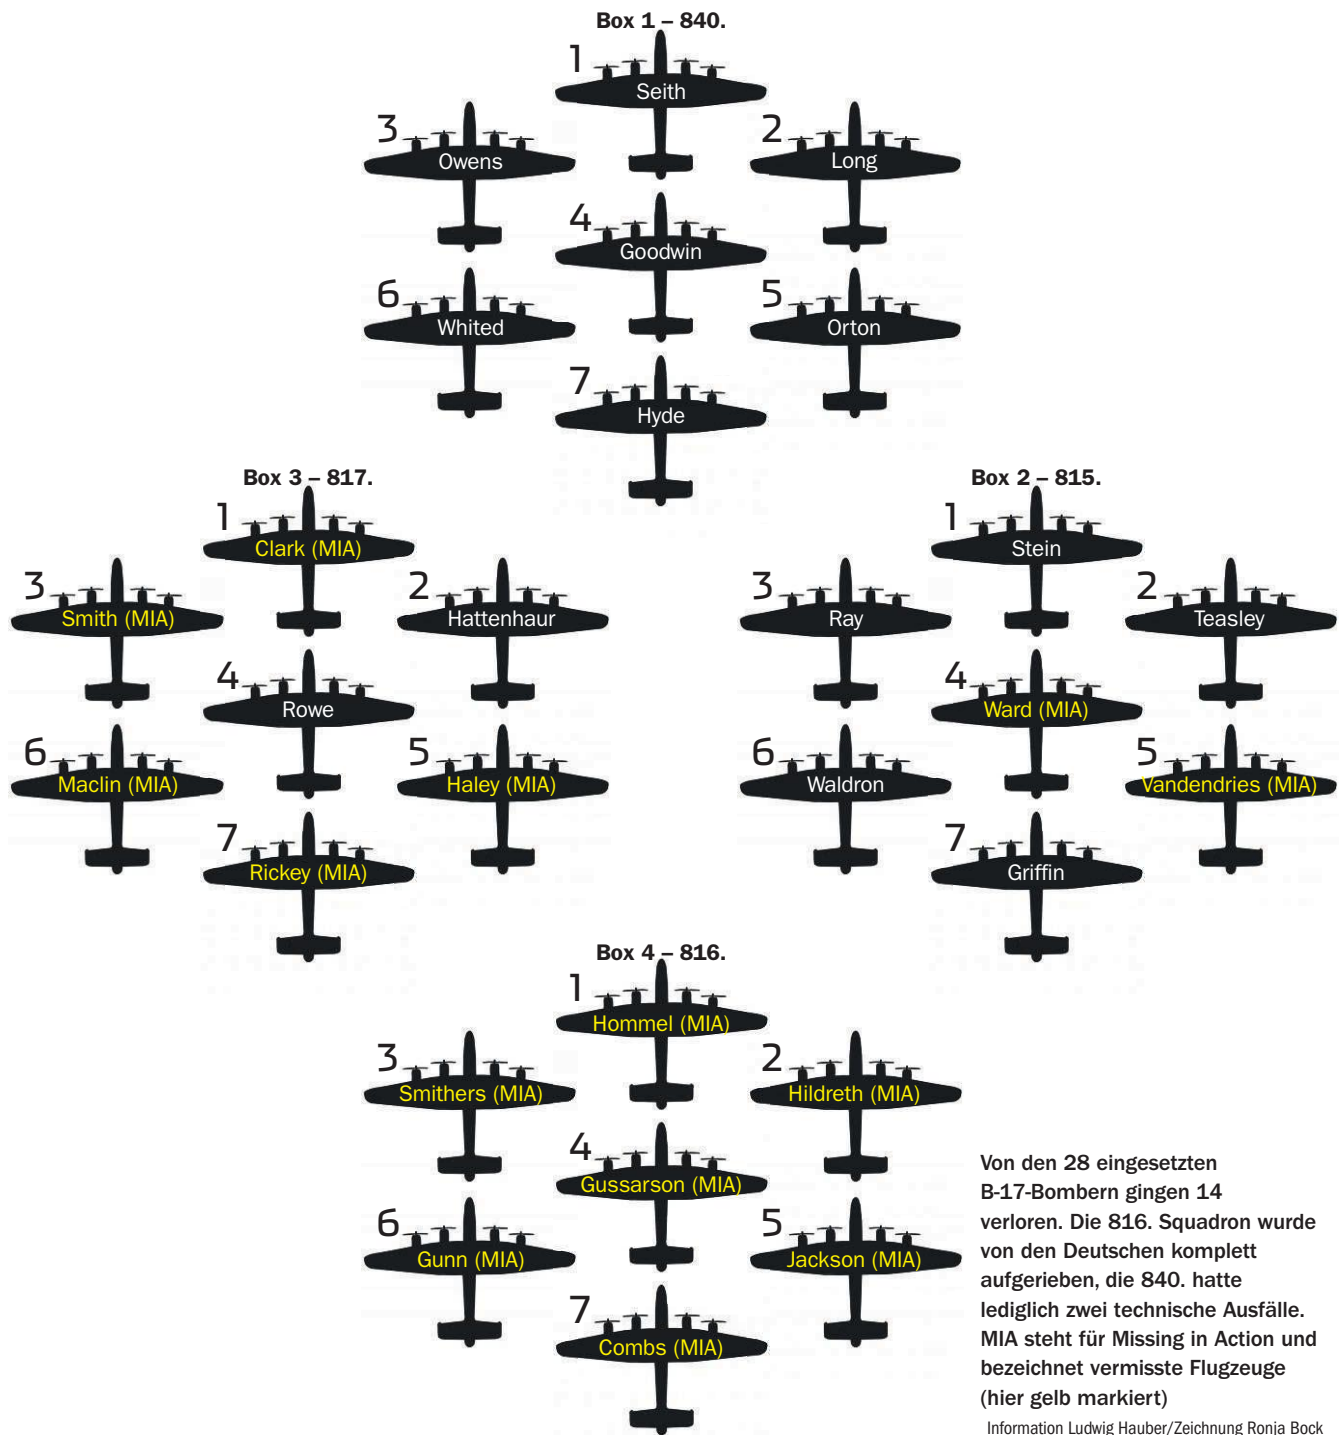 Box 1 – 840.
1
Seith
3
Owens
2
Long
4
Goodwin
6
Whited
5
Orton
7
Hyde
Box 3 – 817.
1
Clark (MIA)
3
Smith (MIA)
2
Hattenhaur
4
Rowe
6
Maclin (MIA)
5
Haley (MIA)
7
Rickey (MIA)
Box 2 – 815.
1
Stein
3
Ray
2
Teasley
4
Ward (MIA)
6
Waldron
5
Vandendries (MIA)
7
Griffin
Box 4 – 816.
1
Hommel (MIA)
3
Smithers (MIA)
2
Hildreth (MIA)
4
Gussarson (MIA)
6
Gunn (MIA)
5
Jackson (MIA)
7
Combs (MIA)
Von den 28 eingesetzten
B-17-Bombern gingen 14
verloren. Die 816. Squadron wurde
von den Deutschen komplett
aufgerieben, die 840. hatte
lediglich zwei technische Ausfälle.
MIA steht für Missing in Action und
bezeichnet vermisste Flugzeuge
(hier gelb markiert)
Information Ludwig Hauber/Zeichnung Ronja Bock